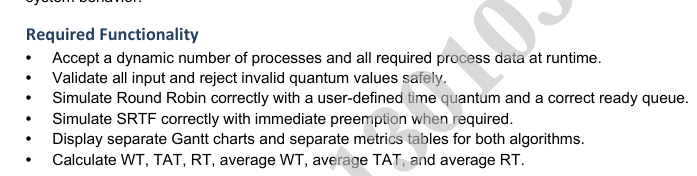 system behavior.
Required Functionality
• Accept a dynamic number of processes and all required process data at runtime.
• Validate all input and reject invalid quantum values safely.
• Simulate Round Robin correctly with a user-defined time quantum and a correct ready queue.
• Simulate SRTF correctly with immediate preemption when required.
• Display separate Gantt charts and separate metrics tables for both algorithms.
• Calculate WT, TAT, RT, average WT, average TAT, and average RT.